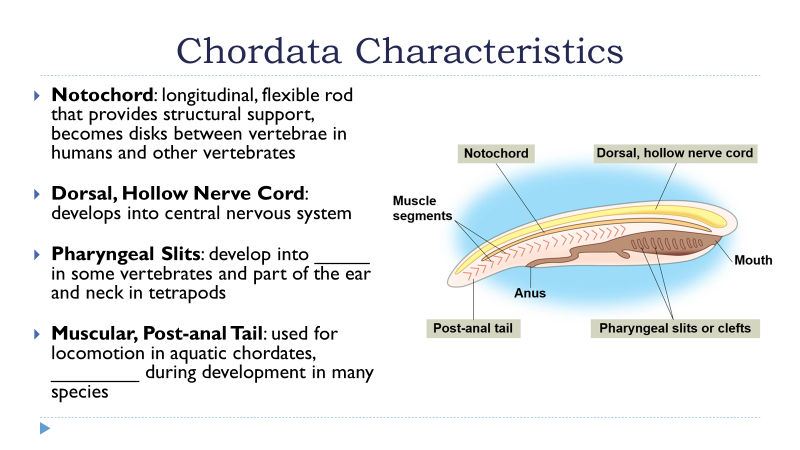 Chordata Characteristics
Notochord: longitudinal, flexible rod
that provides structural support,
becomes disks between vertebrae in
humans and other vertebrates
Dorsal, Hollow Nerve Cord:
develops into central nervous system
Pharyngeal Slits: develop into ______
in some vertebrates and part of the ear
and neck in tetrapods
Muscular, Post-anal Tail: used for
locomotion in aquatic chordates,
_________ during development in many
species
Notochord
Dorsal, hollow nerve cord
Muscle
segments
Mouth
Anus
Post-anal tail
Pharyngeal slits or clefts